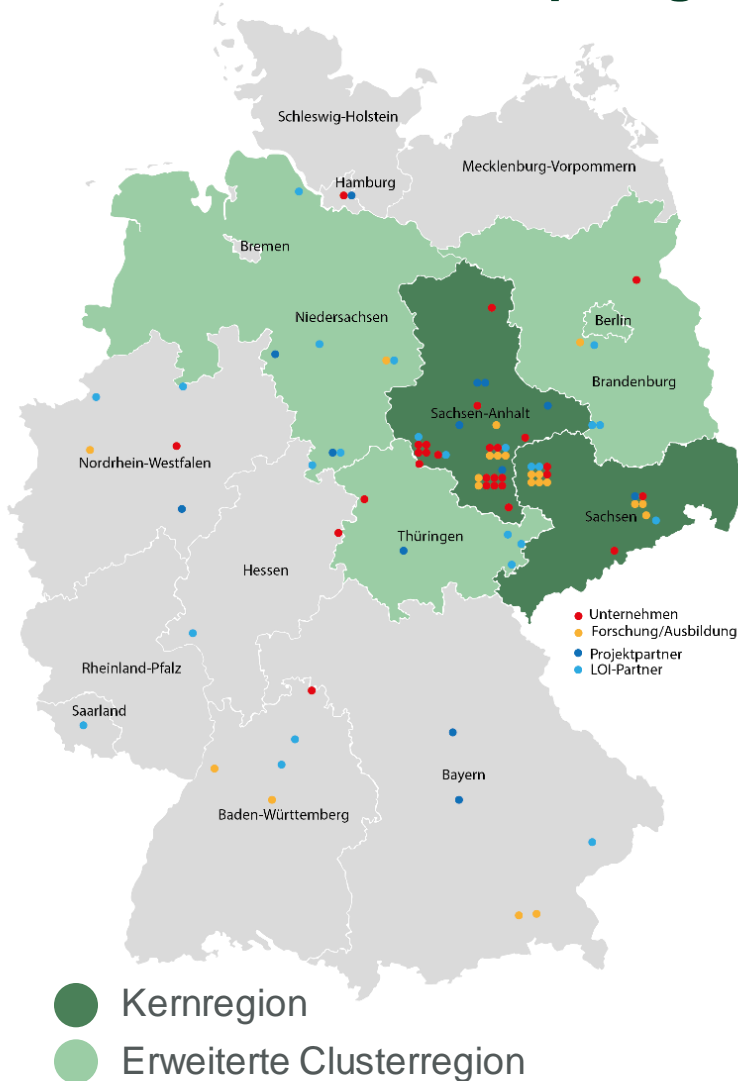 Schleswig-Holstein
Mecklenburg-Vorpommern
Hamburg
Bremen
Niedersachsen
Berlin
Brandenburg
Sachsen-Anhalt
Nordrhein-Westfalen
Sachsen
Thüringen
Hessen
Unternehmen
Forschung/Ausbildung
Projektpartner
LOI-Partner
Rheinland-Pfalz
Saarland
Bayern
Baden-Württemberg
Kernregion
Erweiterte Clusterregion